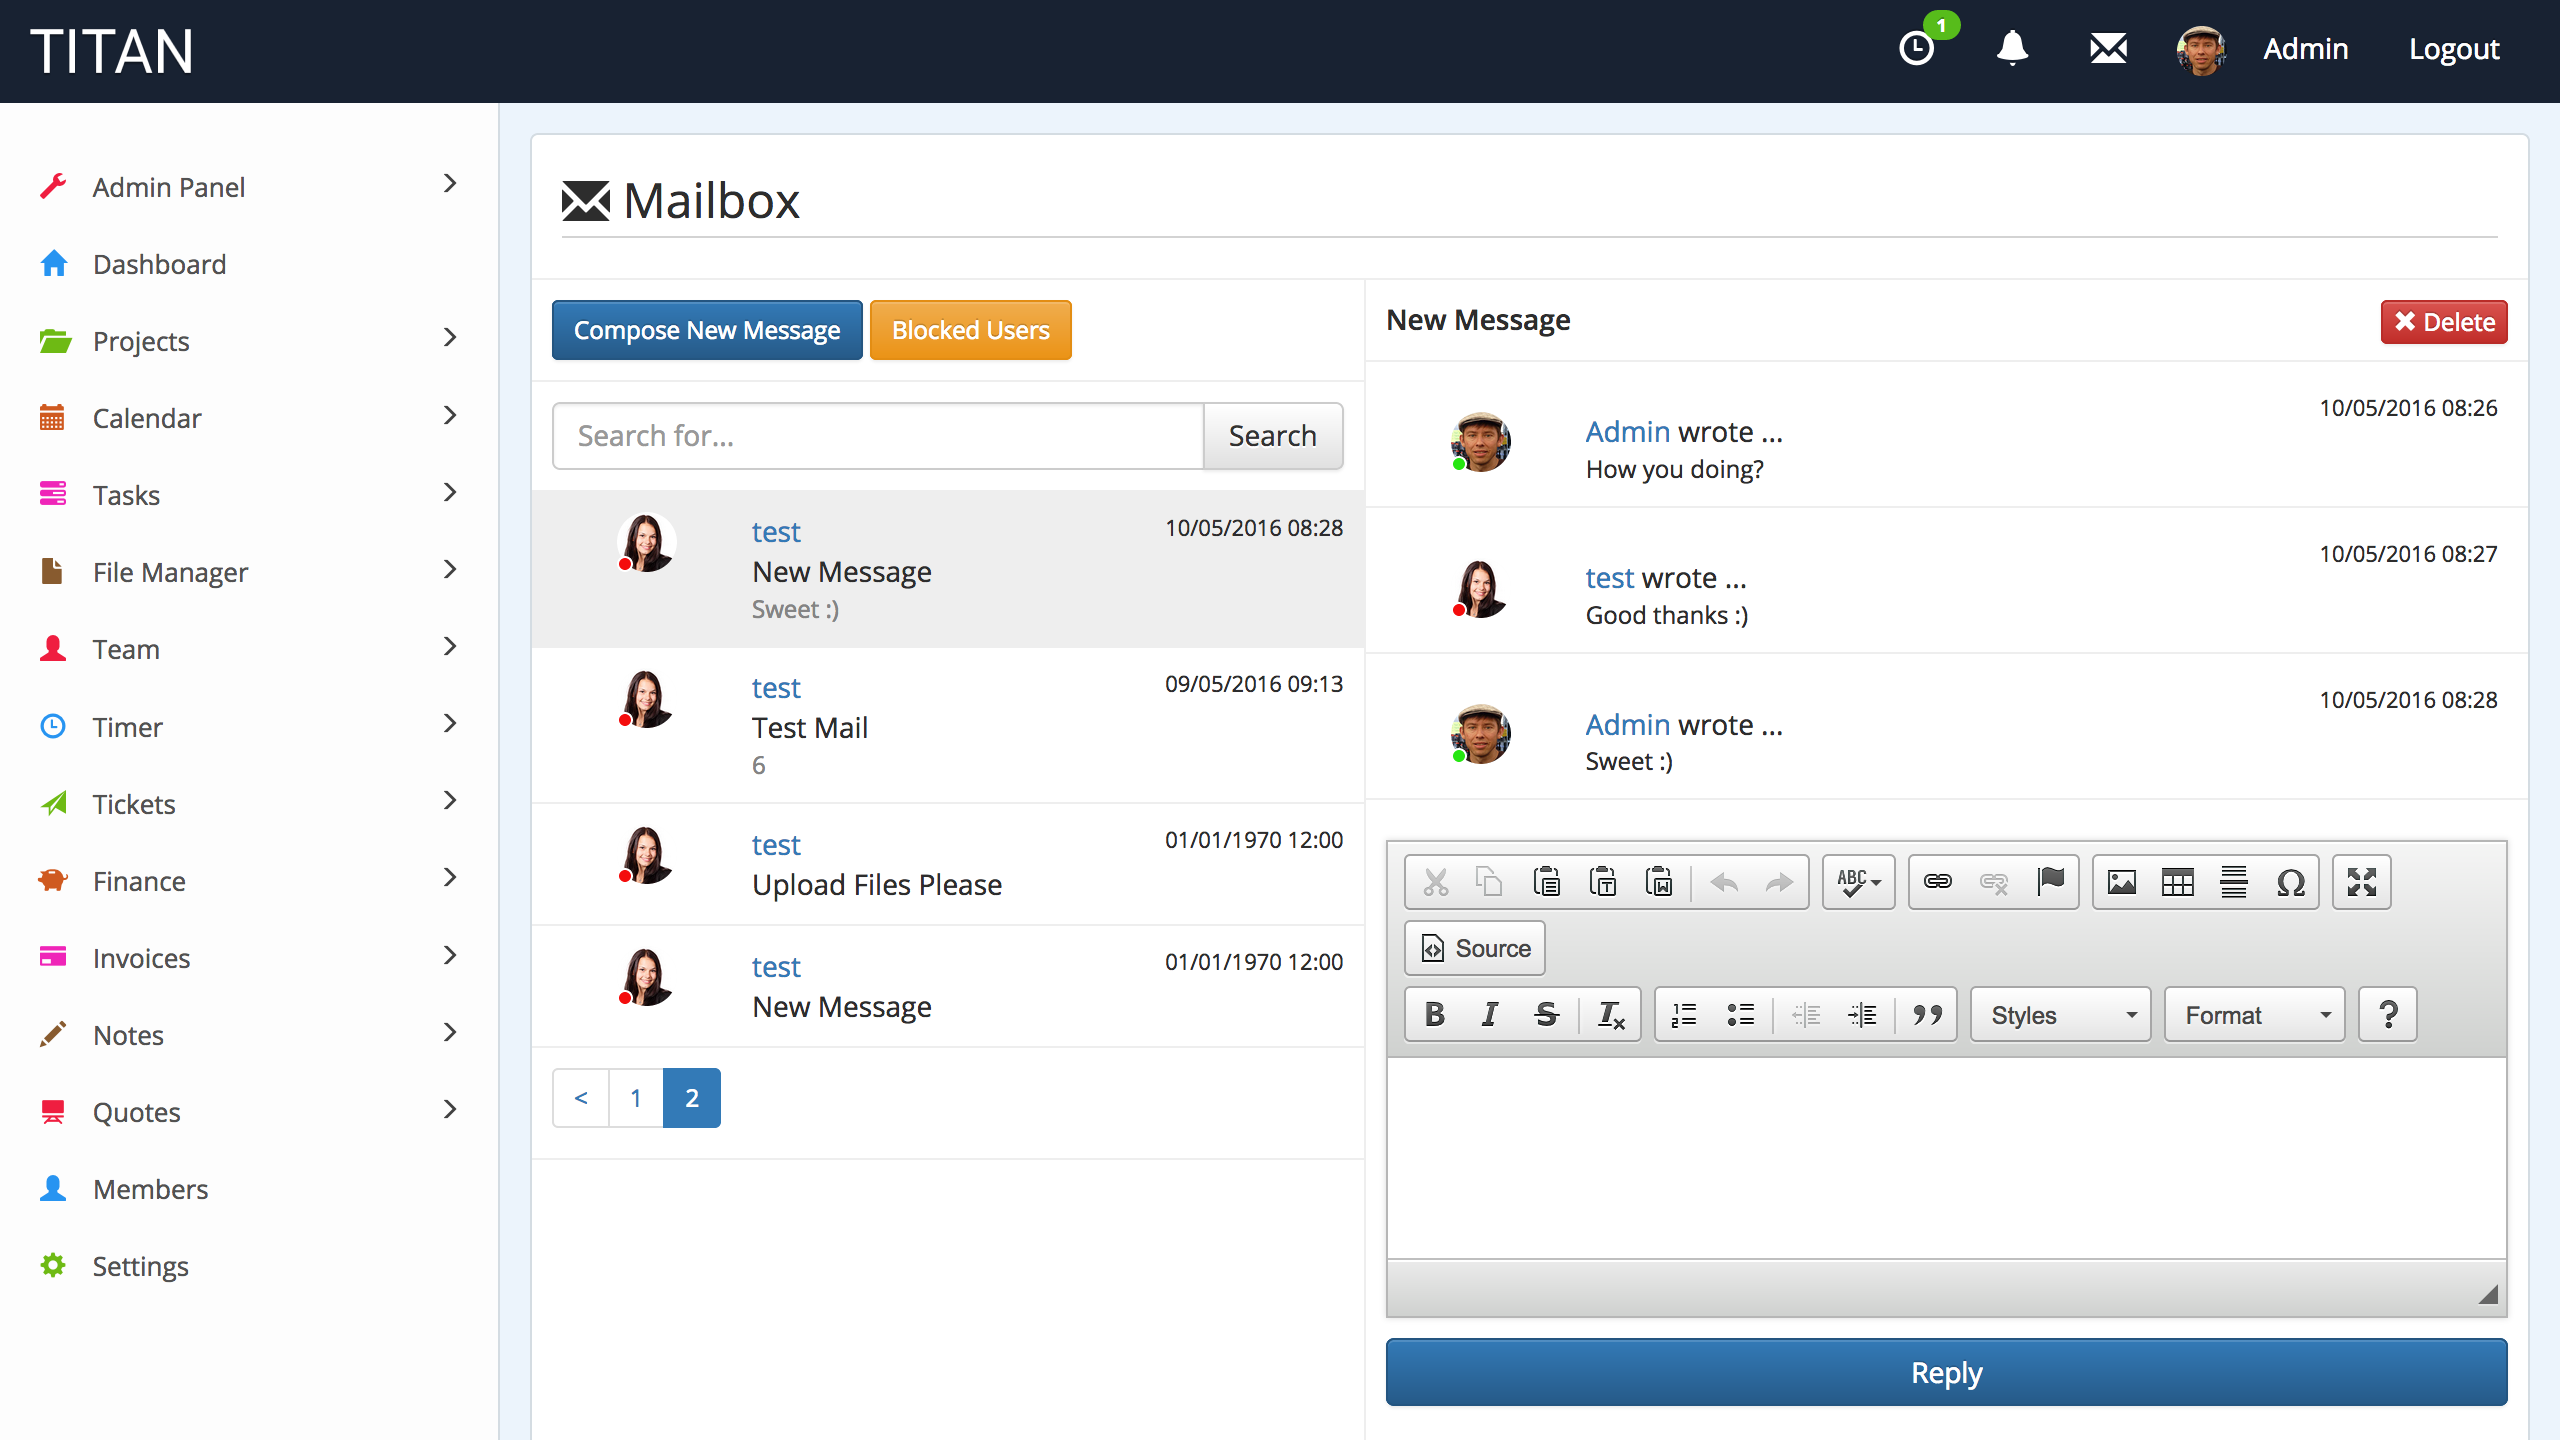 TITAN
1
Admin
Logout
Admin Panel
Dashboard
Projects
Calendar
Tasks
File Manager
Team
Timer
Tickets
Finance
Invoices
Notes
Quotes
Members
Settings
Mailbox
Compose New Message
Blocked Users
Search for...
Search
test
10/05/2016 08:28
New Message
Sweet :)
test
09/05/2016 09:13
Test Mail
6
test
01/01/1970 12:00
Upload Files Please
test
01/01/1970 12:00
New Message
< 1 2
New Message
Delete
10/05/2016 08:26
Admin wrote ...
How you doing?
10/05/2016 08:27
test wrote ...
Good thanks :)
10/05/2016 08:28
Admin wrote ...
Sweet :)
ABC
Ω
Source
B I S Tx
Styles
Format
?
Reply